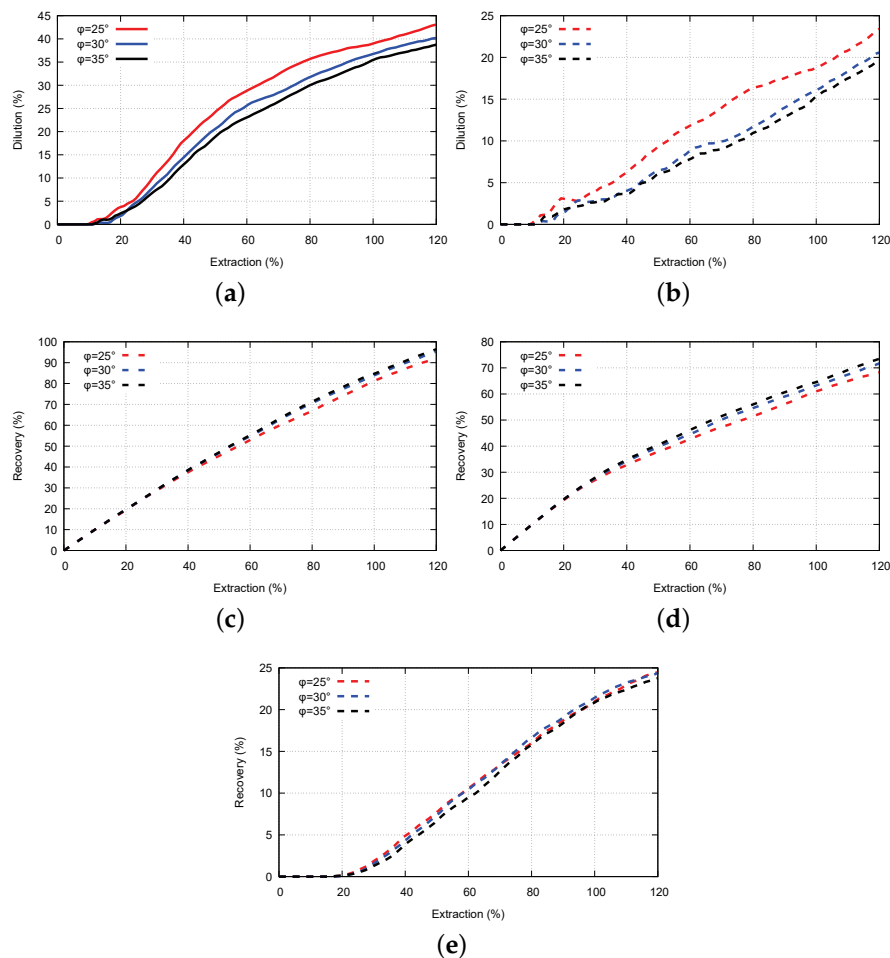 45
40
35
30
25
20
15
10
5
0
Dilution (%)
φ=25°
φ=30°
φ=35°
0 20 40 60 80 100 120
Extraction (%)
(a)
25
20
15
10
5
0
Dilution (%)
φ=25°
φ=30°
φ=35°
0 20 40 60 80 100 120
Extraction (%)
(b)
100
90
80
70
60
50
40
30
20
10
0
Recovery (%)
φ=25°
φ=30°
φ=35°
0 20 40 60 80 100 120
Extraction (%)
(c)
80
70
60
50
40
30
20
10
0
Recovery (%)
φ=25°
φ=30°
φ=35°
0 20 40 60 80 100 120
Extraction (%)
(d)
25
20
15
10
5
0
Recovery (%)
φ=25°
φ=30°
φ=35°
0 20 40 60 80 100 120
Extraction (%)
(e)